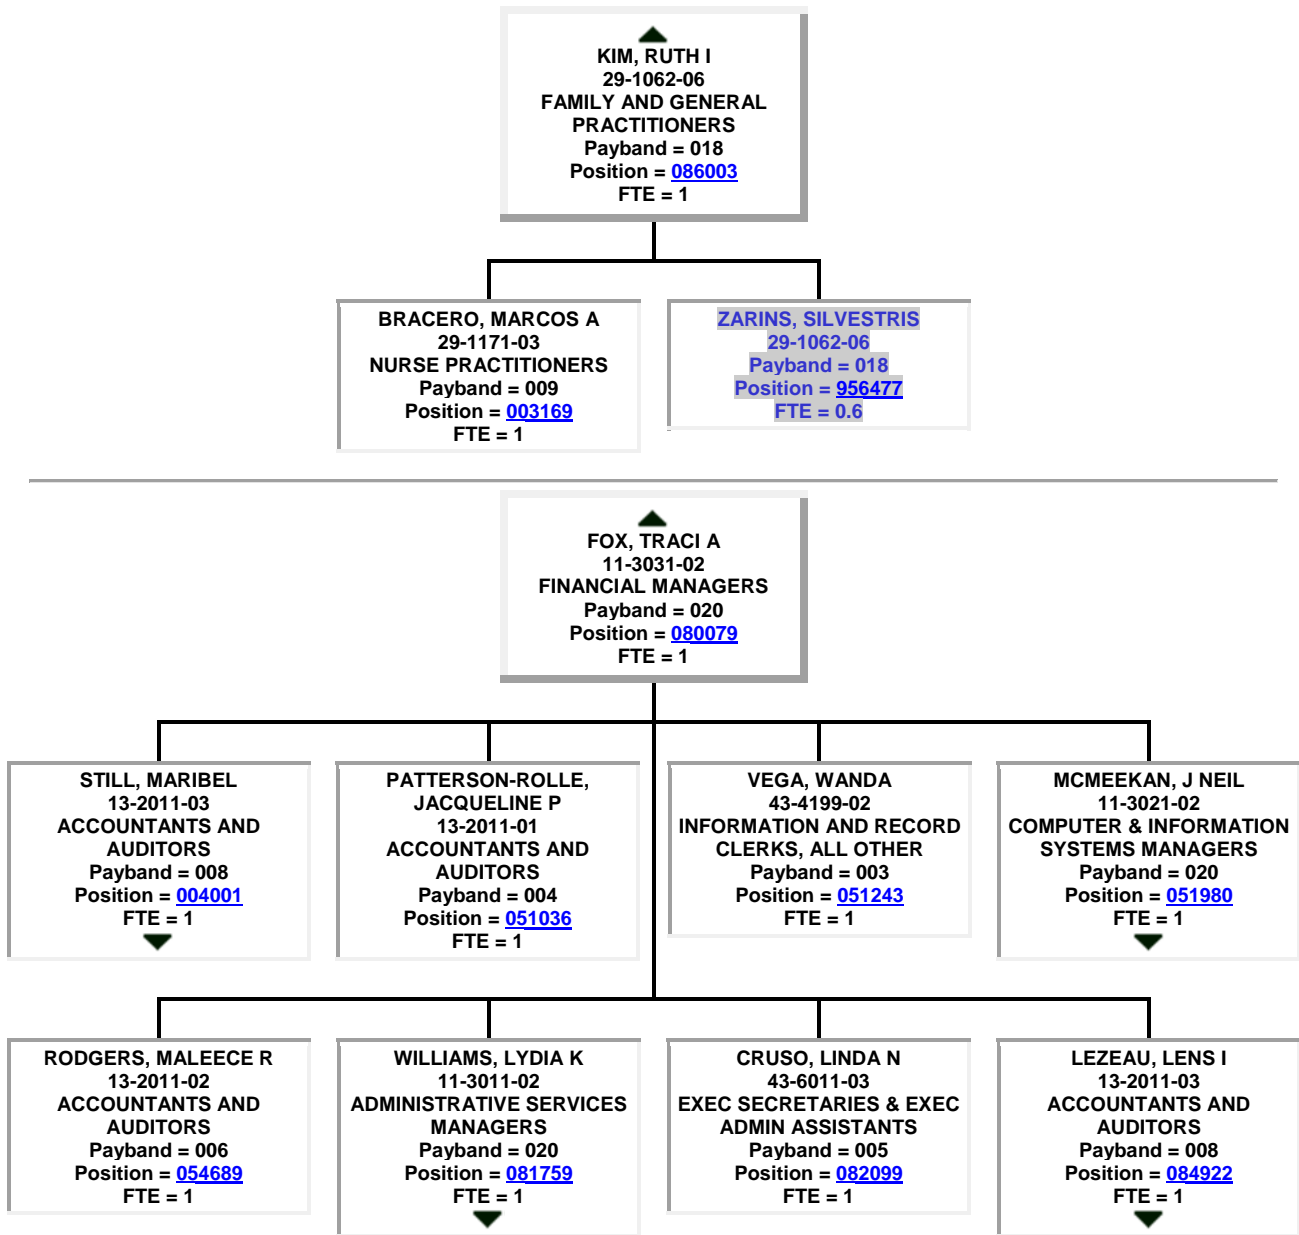 KIM, RUTH I
29-1062-06
FAMILY AND GENERAL
PRACTITIONERS
Payband = 018
Position = 086003
FTE = 1
BRACERO, MARCOS A
29-1171-03
NURSE PRACTITIONERS
Payband = 009
Position = 003169
FTE = 1
ZARINS, SILVESTRIS
29-1062-06
Payband = 018
Position = 956477
FTE = 0.6
FOX, TRACI A
11-3031-02
FINANCIAL MANAGERS
Payband = 020
Position = 080079
FTE = 1
STILL, MARIBEL
13-2011-03
ACCOUNTANTS AND
AUDITORS
Payband = 008
Position = 004001
FTE = 1
PATTERSON-ROLLE,
JACQUELINE P
13-2011-01
ACCOUNTANTS AND
AUDITORS
Payband = 004
Position = 051036
FTE = 1
VEGA, WANDA
43-4199-02
INFORMATION AND RECORD
CLERKS, ALL OTHER
Payband = 003
Position = 051243
FTE = 1
MCMEEKAN, J NEIL
11-3021-02
COMPUTER & INFORMATION
SYSTEMS MANAGERS
Payband = 020
Position = 051980
FTE = 1
RODGERS, MALEECE R
13-2011-02
ACCOUNTANTS AND
AUDITORS
Payband = 006
Position = 054689
FTE = 1
WILLIAMS, LYDIA K
11-3011-02
ADMINISTRATIVE SERVICES
MANAGERS
Payband = 020
Position = 081759
FTE = 1
CRUSO, LINDA N
43-6011-03
EXEC SECRETARIES & EXEC
ADMIN ASSISTANTS
Payband = 005
Position = 082099
FTE = 1
LEZEAU, LENS I
13-2011-03
ACCOUNTANTS AND
AUDITORS
Payband = 008
Position = 084922
FTE = 1